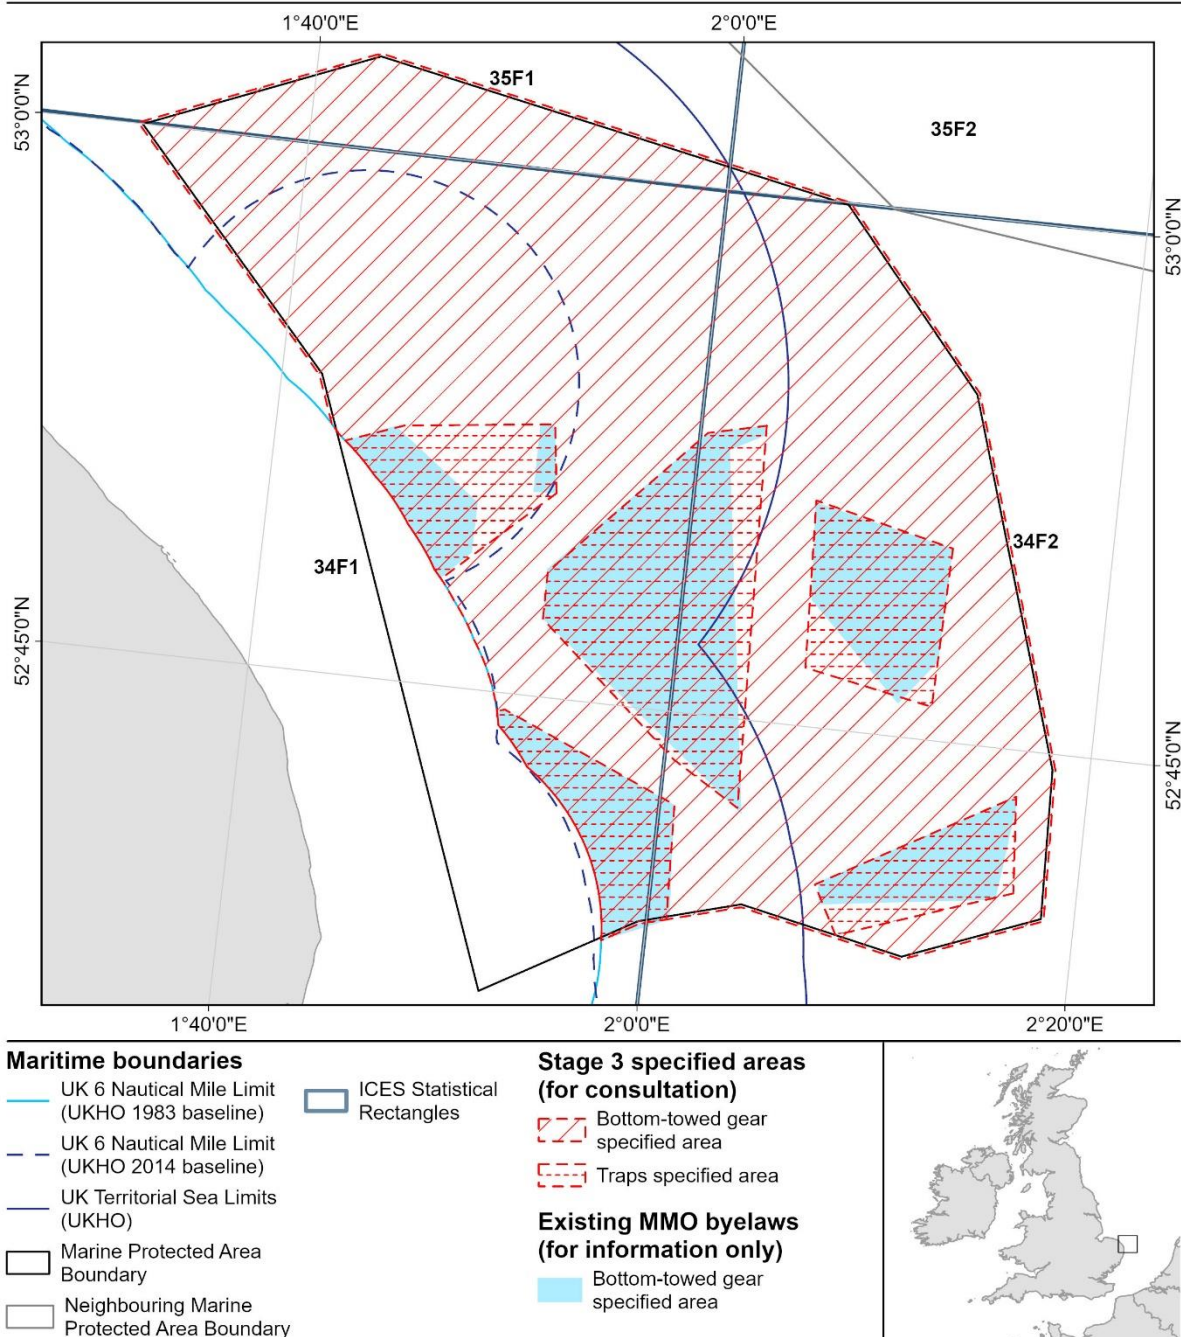 1°40'0"E
2°0'0"E
35F1
35F2
53°0'0"N
53°0'0"N
34F1
34F2
52°45'0"N
52°45'0"N
1°40'0"E
2°0'0"E
2°20'0"E
Maritime boundaries
UK 6 Nautical Mile Limit
(UKHO 1983 baseline)
UK 6 Nautical Mile Limit
(UKHO 2014 baseline)
UK Territorial Sea Limits
(UKHO)
Marine Protected Area
Boundary
Neighbouring Marine
Protected Area Boundary
ICES Statistical
Rectangles
Stage 3 specified areas
(for consultation)
Bottom-towed gear
specified area
Traps specified area
Existing MMO byelaws
(for information only)
Bottom-towed gear
specified area